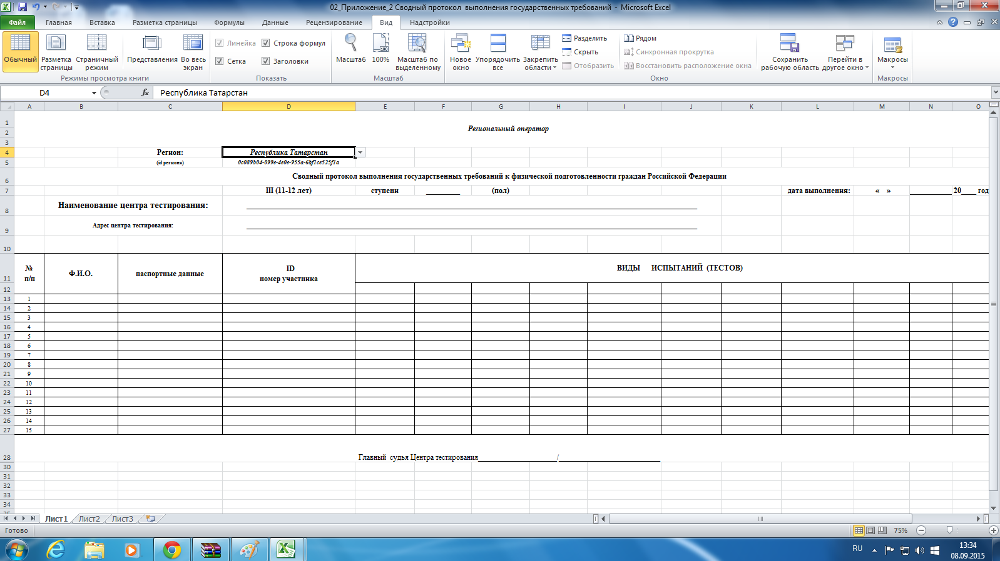 02_Приложение_2 Сводный протокол  выполнения государственных требований  -  Microsoft Excel
Файл Главная Вставка Разметка страницы Формулы Данные Рецензирование Вид Надстройки
Обычный Разметка страницы Страничный режим Представления Во весь экран
Режимы просмотра книги
Линейка Строка формул
Сетка Заголовки
Показать
Масштаб 100% Масштаб по выделенному
Масштаб
Новое окно Упорядочить все Закрепить области
Разделить
Скрыть
Отобразить
Рядом
Синхронная прокрутка
Восстановить расположение окна
Сохранить рабочую область Перейти в другое окно
Окно
Макросы
Макросы
D4 fx Республика Татарстан
A B C D E F G H I J K L M N O
1
2 Региональный оператор
3
4 Регион: Республика Татарстан
5 (id региона) 0c089b04-099e-4e0e-955a-6bf1ce525f1a
6 Сводный протокол выполнения государственных требований к физической подготовленности граждан Российской Федерации
7 III (11-12 лет) ступени _________ (пол) дата выполнения: « » ___________ 20____ год
8 Наименование центра тестирования:
9 Адрес центра тестирования:
10
11 № п/п Ф.И.О. паспортные данные ID номер участника ВИДЫ ИСПЫТАНИЙ (ТЕСТОВ)
12
13 1
14 2
15 3
16 4
17 5
18 6
19 7
20 8
21 9
22 10
23 11
24 12
25 13
26 14
27 15
28 Главный  судья Центра тестирования_____________________/___________________________
30
31
32
33
34
35
Лист1 Лист2 Лист3
Готово 75%
RU 13:34
08.09.2015